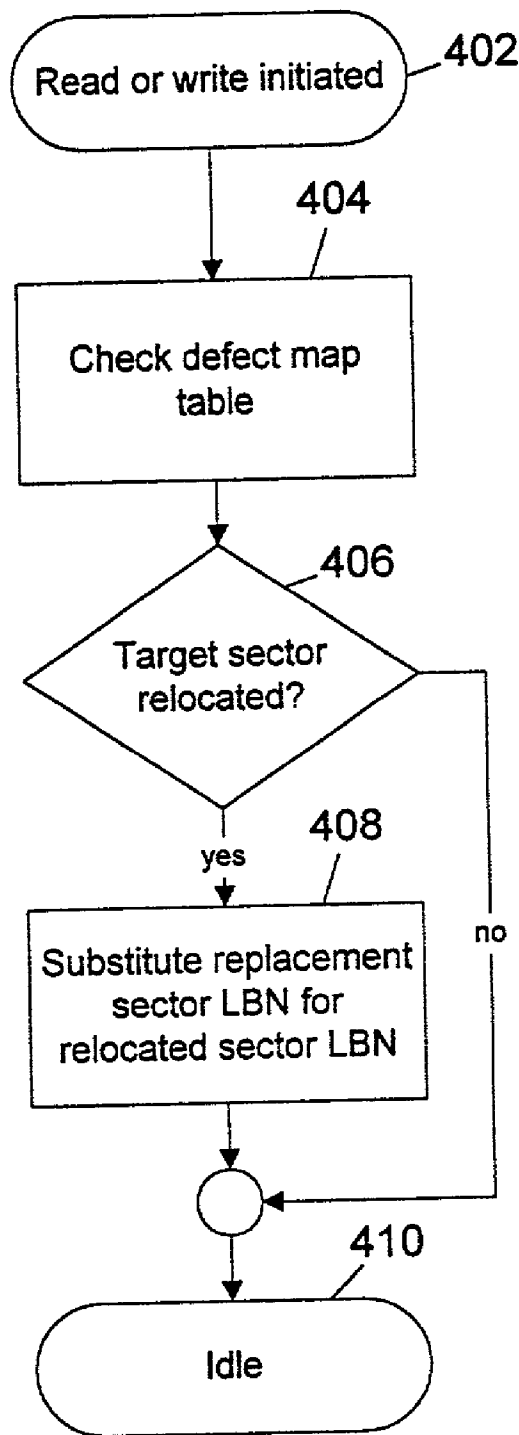 Read or write initiated
402
404
Check defect map
table
406
Target sector
relocated?
yes
408
no
Substitute replacement
sector LBN for
relocated sector LBN
410
Idle